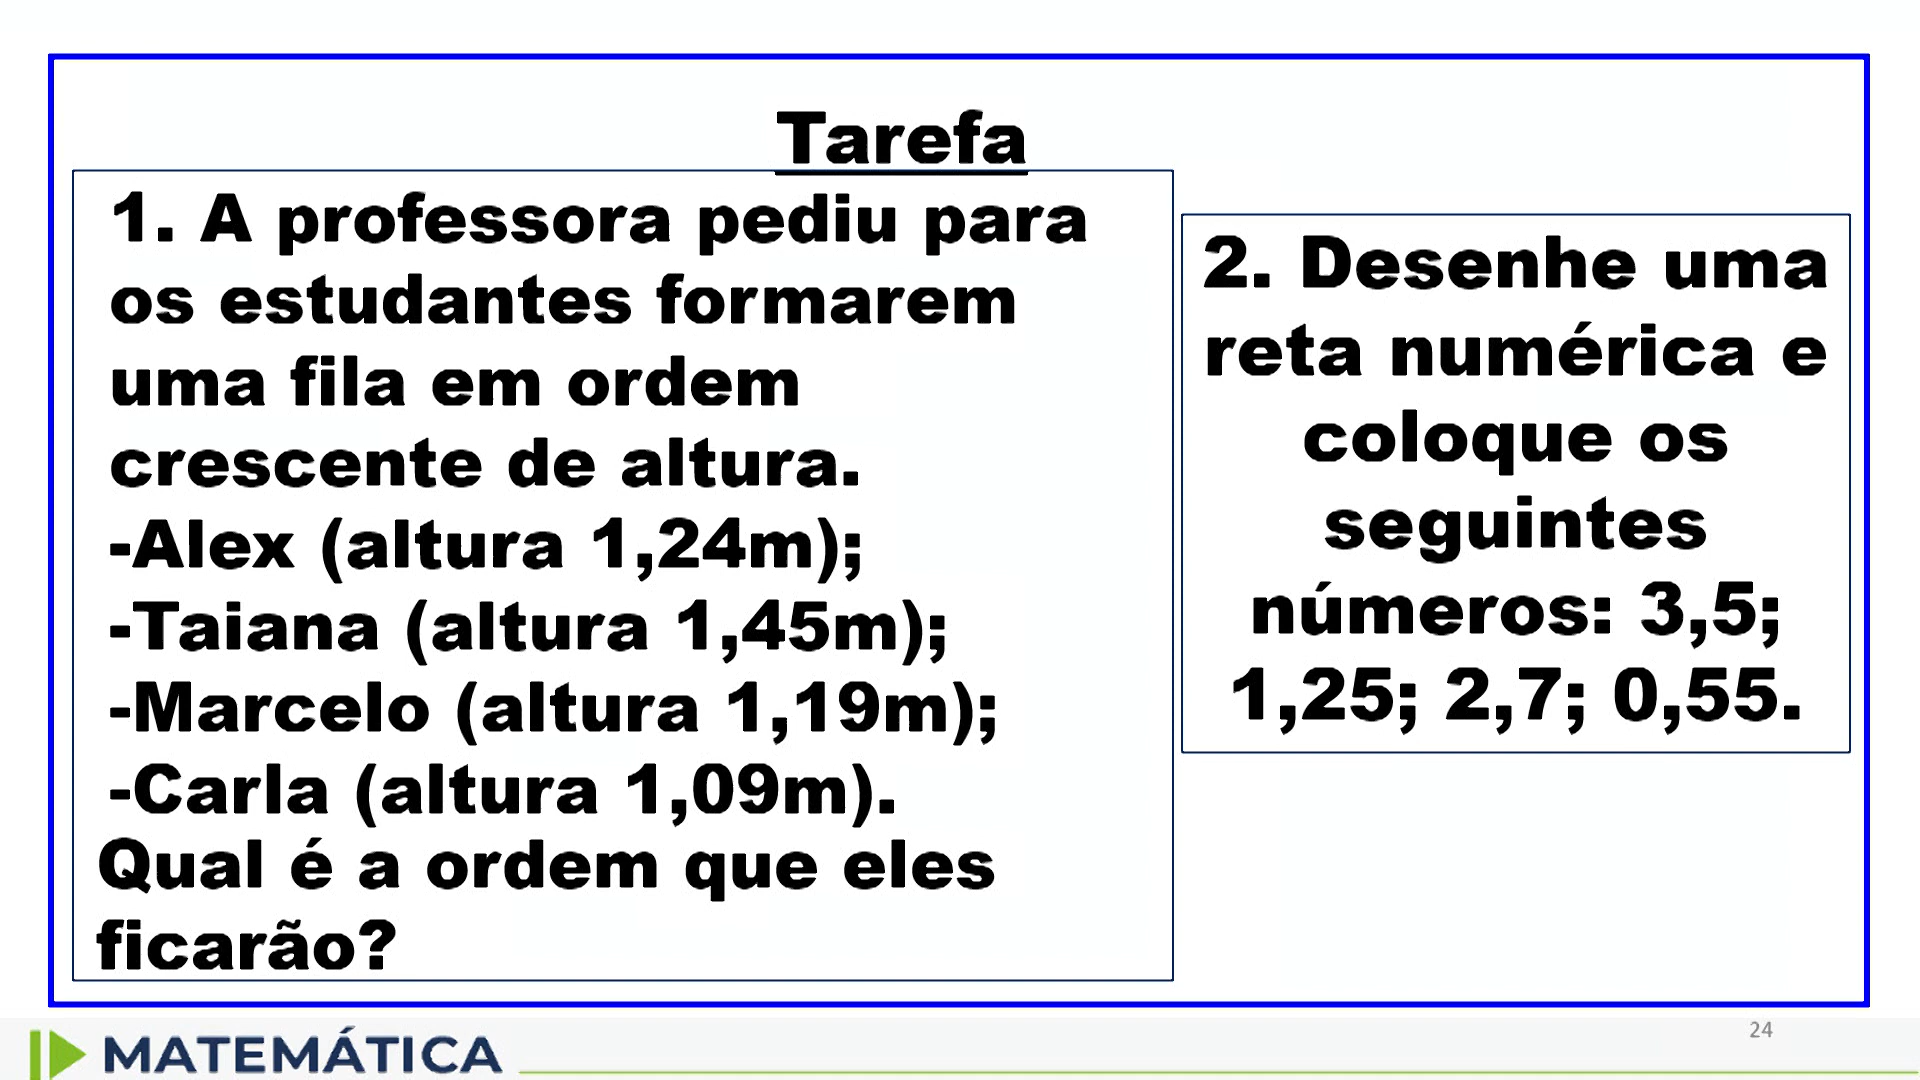 Tarefa
1. A professora pediu para
os estudantes formarem
uma fila em ordem
crescente de altura.
-Alex (altura 1,24m);
-Taiana (altura 1,45m);
-Marcelo (altura 1,19m);
-Carla (altura 1,09m).
Qual é a ordem que eles
ficarão?
2. Desenhe uma
reta numérica e
coloque os
seguintes
números: 3,5;
1,25; 2,7; 0,55.
24
MATEMÁTICA